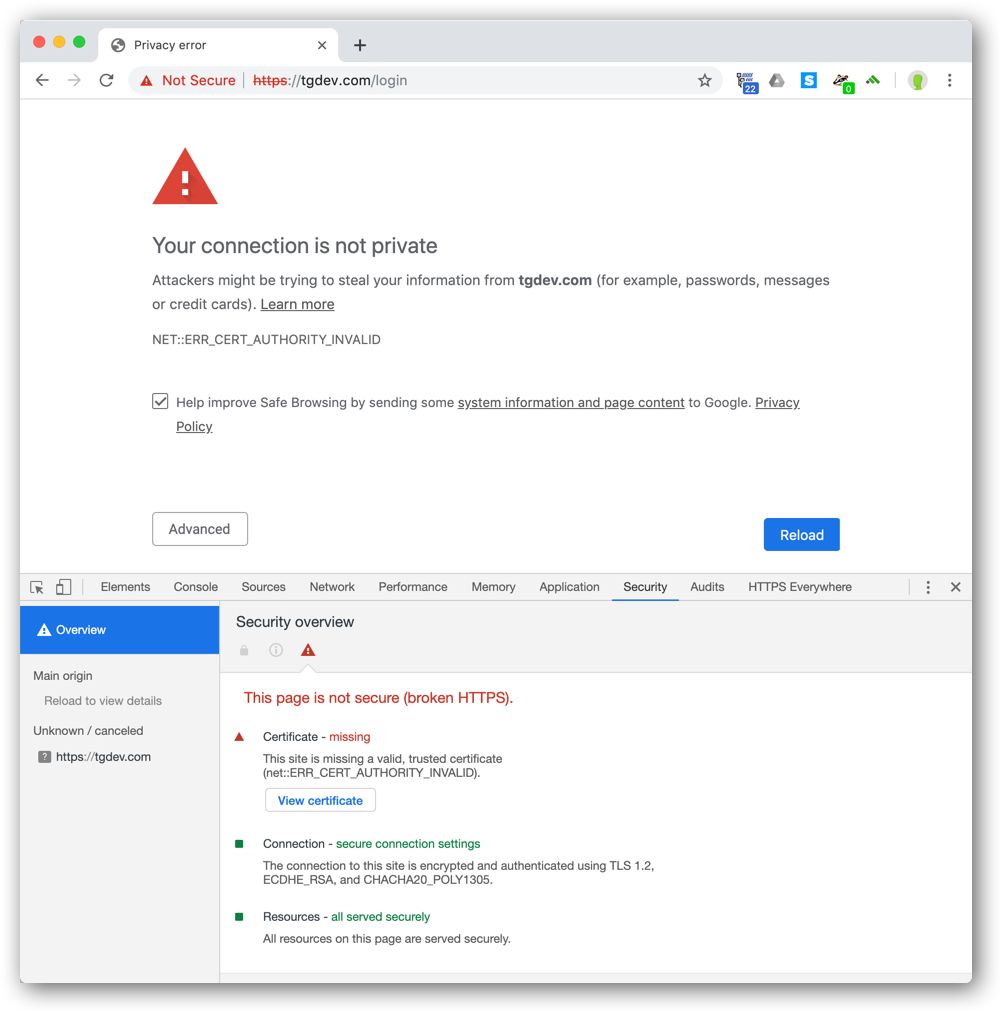 Privacy error
Not Secure | https://tgdev.com/login
22
S
0
Your connection is not private
Attackers might be trying to steal your information from tgdev.com (for example, passwords, messages
or credit cards). Learn more
NET::ERR_CERT_AUTHORITY_INVALID
Help improve Safe Browsing by sending some system information and page content to Google. Privacy
Policy
Advanced
Reload
Elements Console Sources Network Performance Memory Application Security Audits HTTPS Everywhere
Overview
Main origin
Reload to view details
Unknown / canceled
? https://tgdev.com
Security overview
This page is not secure (broken HTTPS).
Certificate - missing
This site is missing a valid, trusted certificate
(net::ERR_CERT_AUTHORITY_INVALID).
View certificate
Connection - secure connection settings
The connection to this site is encrypted and authenticated using TLS 1.2,
ECDHE_RSA, and CHACHA20_POLY1305.
Resources - all served securely
All resources on this page are served securely.